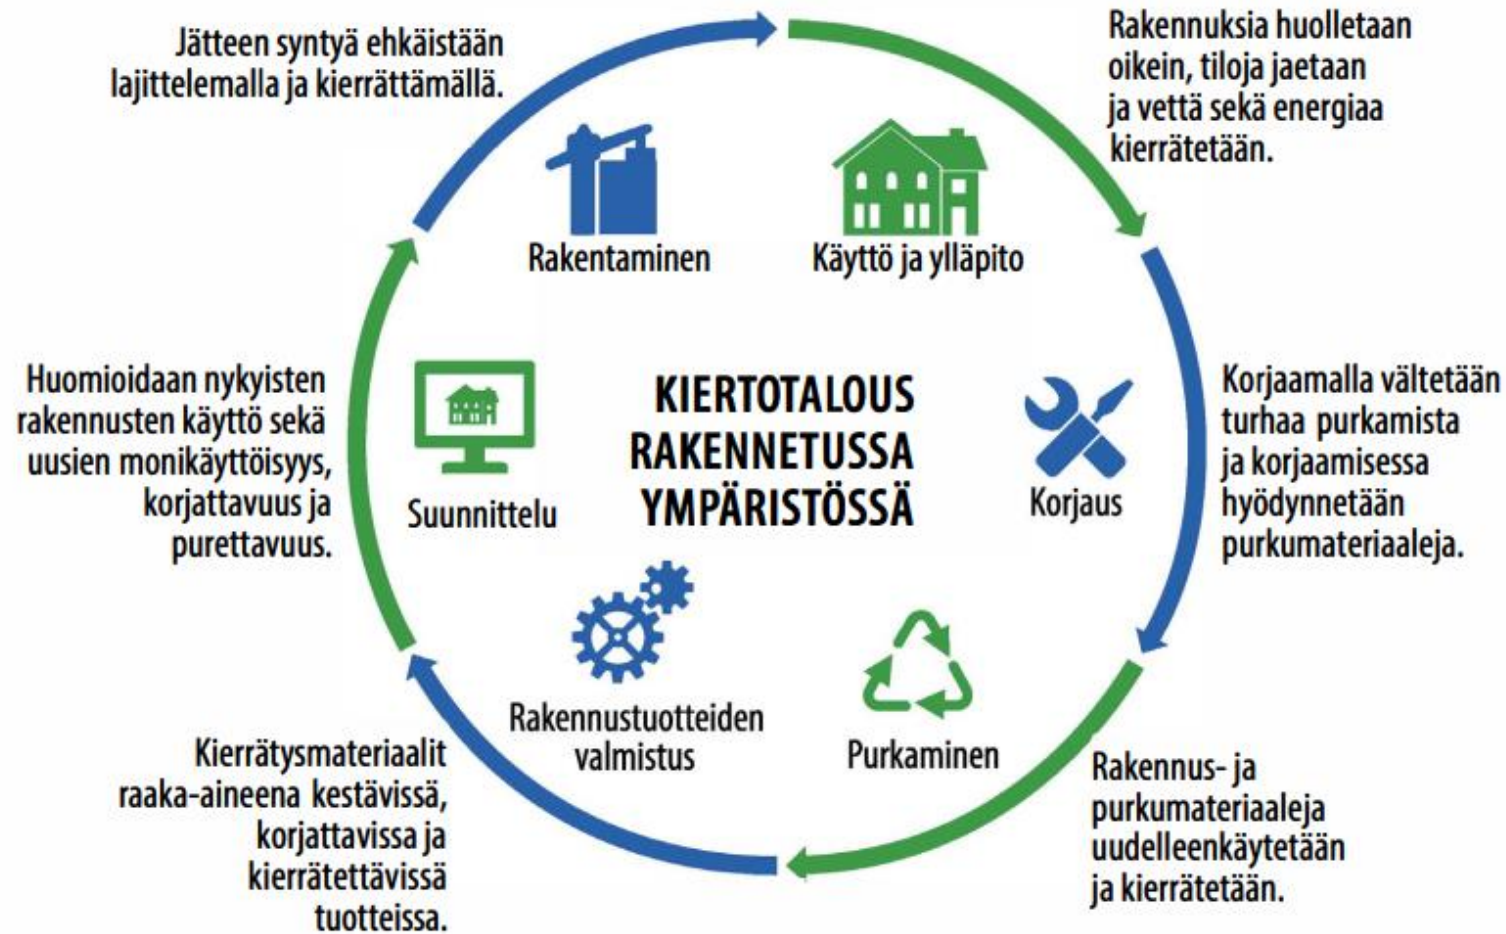 Jätteen syntyä ehkäistään
lajittelemalla ja kierrättämällä.
Rakennuksia huolletaan
oikein, tiloja jaetaan
ja vettä sekä energiaa
kierrätetään.
Rakentaminen
Käyttö ja ylläpito
Huomioidaan nykyisten
rakennusten käyttö sekä
uusien monikäyttöisyys,
korjattavuus ja
purettavuus.
Suunnittelu
KIERTOTALOUS
RAKENNETUSSA
YMPÄRISTÖSSÄ
Korjaus
Korjaamalla vältetään
turhaa purkamista
ja korjaamisessa
hyödynnetään
purkumateriaaleja.
Rakennustuotteiden
valmistus
Purkaminen
Kierrätysmateriaalit
raaka-aineena kestävissä,
korjattavissa ja
kierrätettävissä
tuotteissa.
Rakennus- ja
purkumateriaaleja
uudelleenkäytetään
ja kierrätetään.